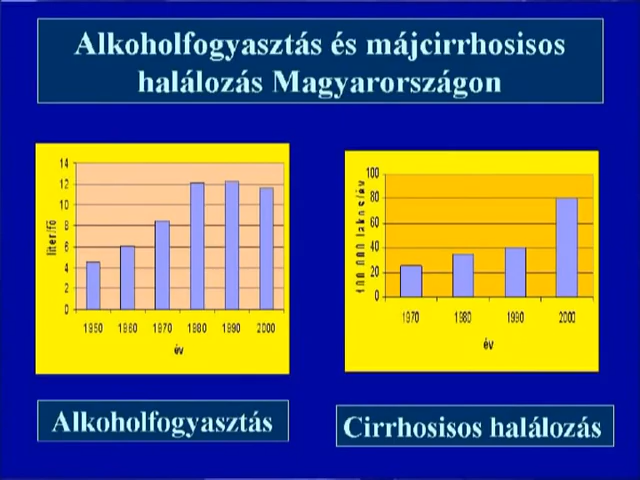 Alkoholfogyasztás és májcirrhosisos
halálozás Magyarországon
14
12
10
8
6
4
2
0
liter/fő
1950 1960 1970 1980 1990 2000
év
100
80
60
40
20
0
100 000 lakos/év
1970 1980 1990 2000
év
Alkoholfogyasztás
Cirrhosisos halálozás